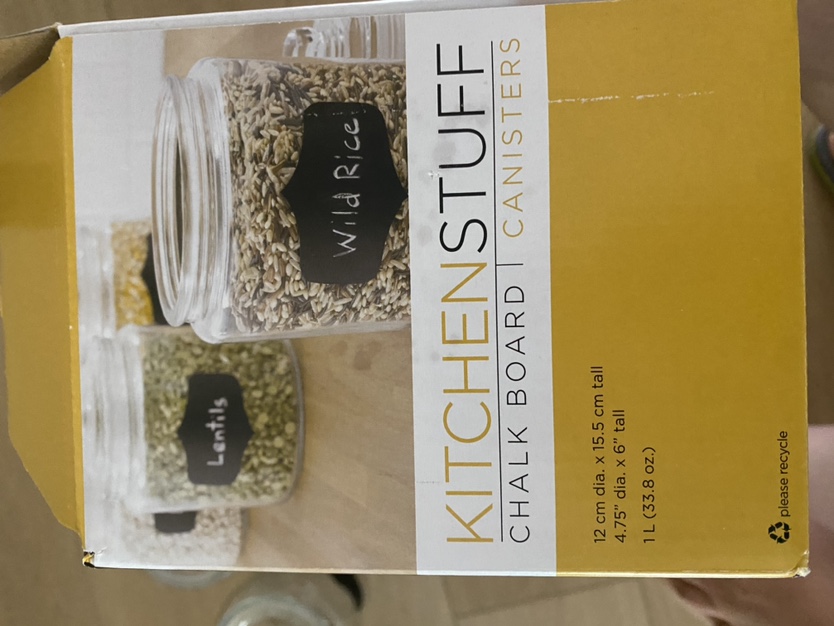 Wild Rice
Lentils
KITCHENSTUFF
CHALK BOARD | CANISTERS
12 cm dia. x 15.5 cm tall
4.75" dia. x 6" tall
1 L (33.8 oz.)
please recycle